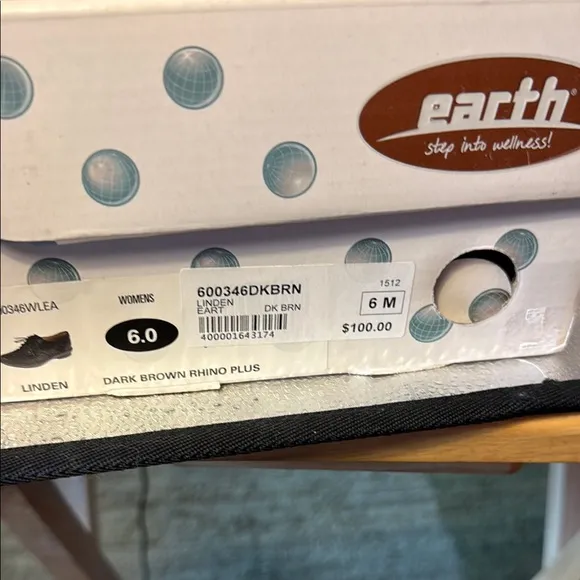 earth®
step into wellness!
0346WLEA
LINDEN
WOMENS
6.0
DARK BROWN RHINO PLUS
600346DKBRN
LINDEN
EART DK BRN
400001643174
1512
6 M
$100.00